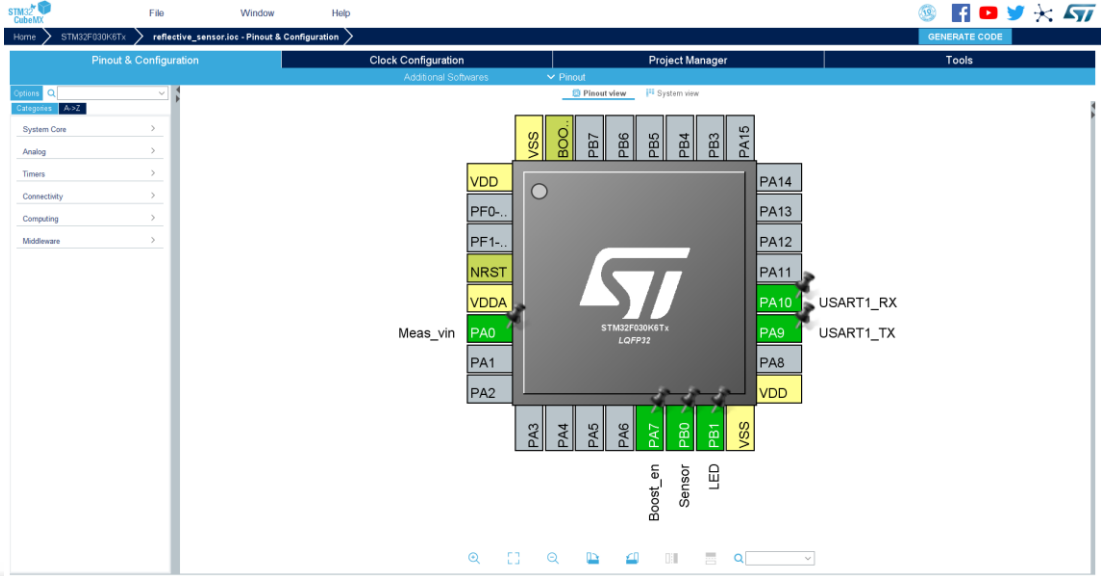 STM32 CubeMX File Window Help
Home STM32F030K6Tx reflective_sensor.ioc - Pinout & Configuration GENERATE CODE
Pinout & Configuration Clock Configuration Project Manager Tools
Additional Softwares Pinout
Options
Pinout view System view
Categories A->Z
System Core
Analog
Timers
Connectivity
Computing
Middleware
VSS BOO.. PB7 PB6 PB5 PB4 PB3 PA15
VDD PA14
PF0-.. PA13
PF1-.. PA12
NRST PA11
VDDA PA10 USART1_RX
Meas_vin PA0 PA9 USART1_TX
PA1 PA8
PA2 VDD
ST
STM32F030K6Tx
LQFP32
PA3 PA4 PA5 PA6 PA7 PB0 PB1 VSS
Boost_en Sensor LED